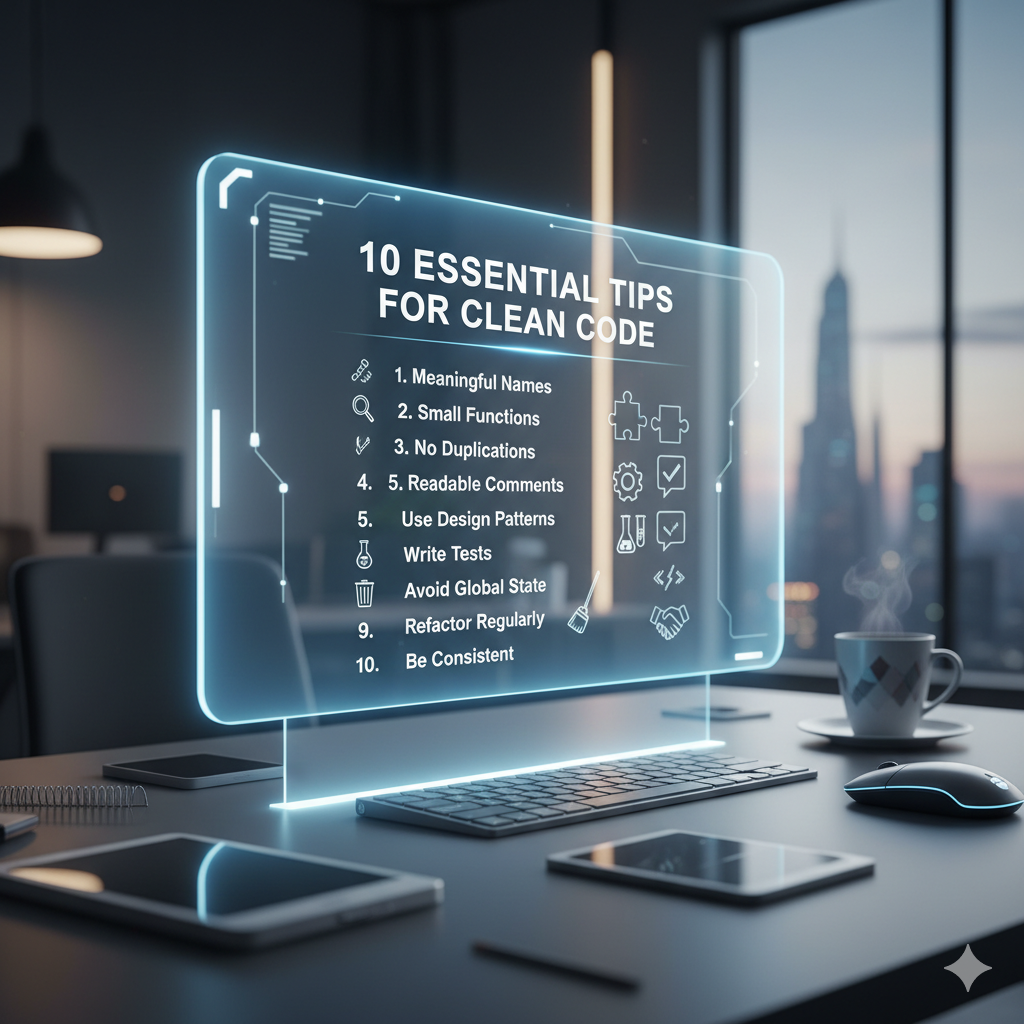 10 ESSENTIAL TIPS
FOR CLEAN CODE
1. Meaningful Names
2. Small Functions
3. No Duplications
4. 5. Readable Comments
5. Use Design Patterns
Write Tests
Avoid Global State
9. Refactor Regularly
10. Be Consistent